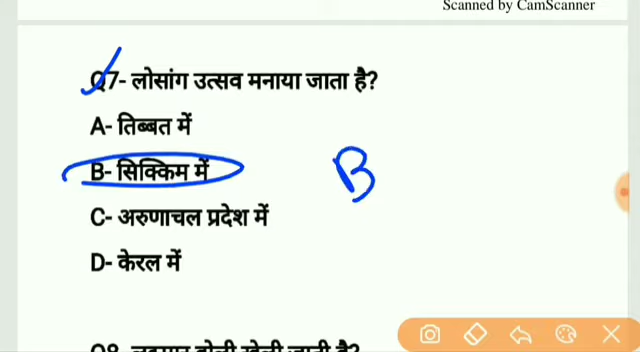 Scanned by CamScanner
Q7- लोसांग उत्सव मनाया जाता है?
A- तिब्बत में
B- सिक्किम में
B
C- अरुणाचल प्रदेश में
D- केरल में